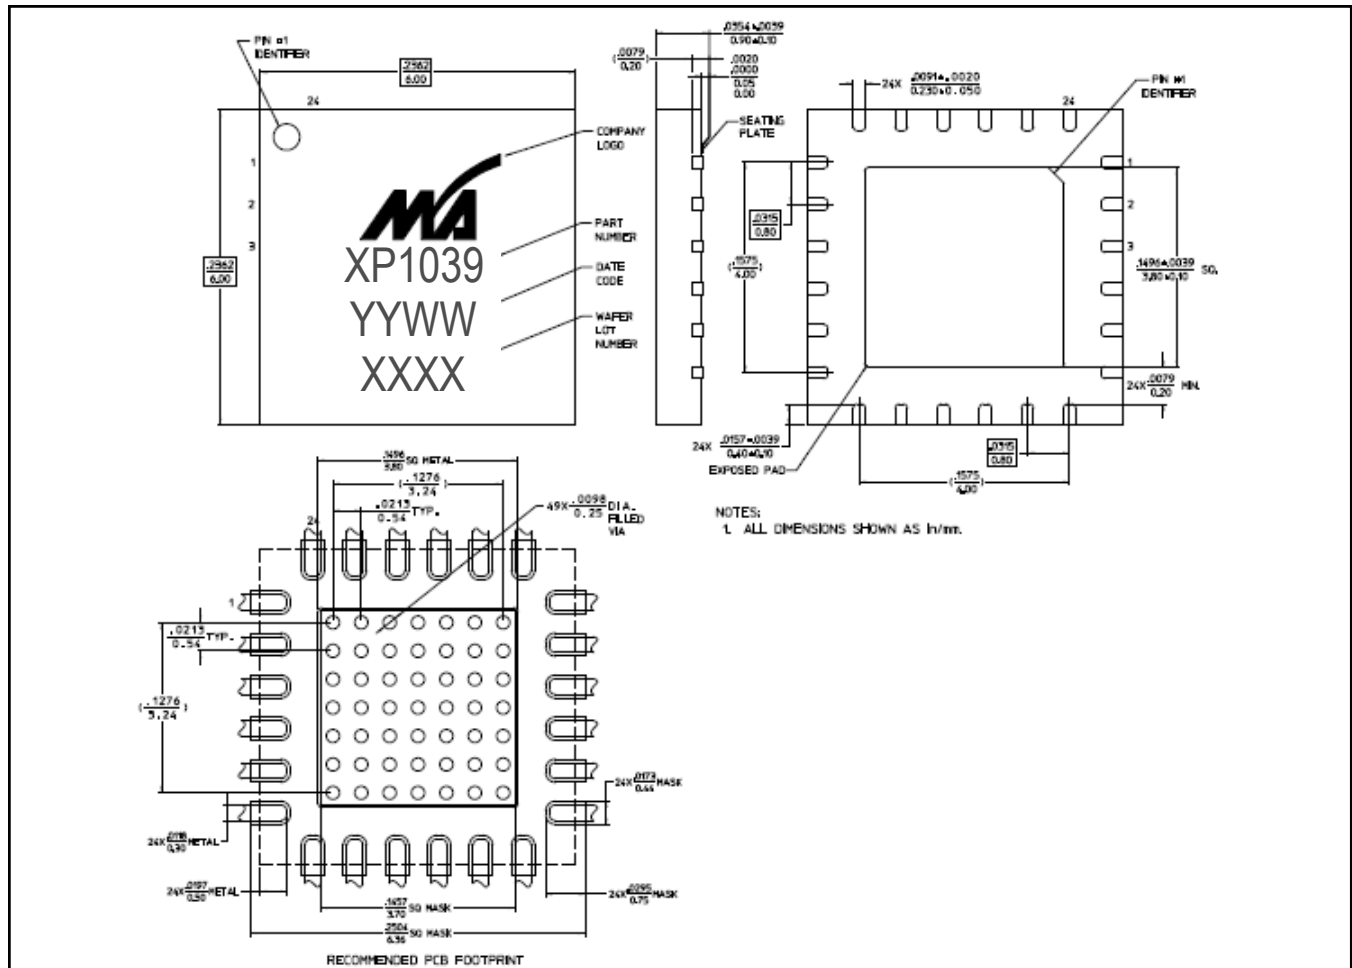 PIN #1
IDENTIFIER
.2362
6.00
24
1
2
3
.2362
6.00
MA
XP1039
YYWW
XXXX
COMPANY
LOGO
PART
NUMBER
DATE
CODE
WAFER
LOT
NUMBER
.0354±.0039
0.90±0.10
(.0079
0.20)
.0020
.0000
0.05
0.00
SEATING
PLATE
24X .0091±.0020
0.230±0.050
24
PIN #1
IDENTIFIER
1
2
3
.0315
0.80
(.1575
4.00)
.1496±.0039
3.80±0.10 SQ.
24X .0079
0.20 MIN.
24X .0157±.0039
0.40±0.10
EXPOSED PAD
.0315
0.80
(.1575
4.00)
NOTES:
1. ALL DIMENSIONS SHOWN AS in/mm.
.1496
3.80 SQ METAL
(.1276
3.24)
.0213
0.54 TYP.
24
49X .0098
0.25 DIA.
FILLED
VIA
1
.0213
0.54 TYP.
(.1276
3.24)
24X .0118
0.30 METAL
24X .0197
0.50 METAL
24X .0173
0.44 MASK
24X .0295
0.75 MASK
.1457
3.70 SQ MASK
.2504
6.36 SQ MASK
RECOMMENDED PCB FOOTPRINT